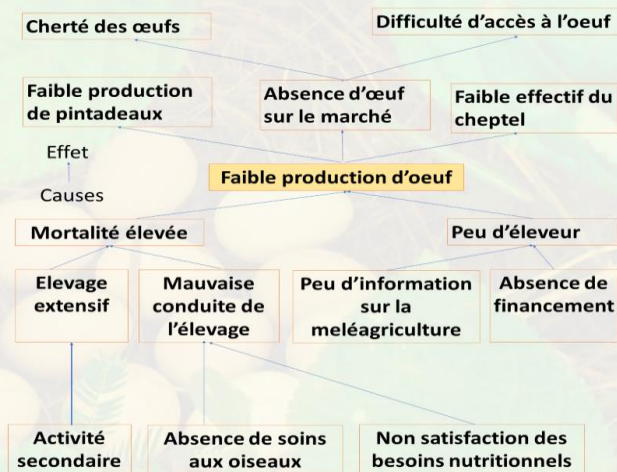 Cherté des œufs
Difficulté d'accès à l'oeuf
Faible production
de pintadeaux
Absence d'œuf
sur le marché
Faible effectif du
cheptel
Effet
Causes
Faible production d'oeuf
Mortalité élevée
Peu d'éleveur
Elevage
extensif
Mauvaise
conduite de
l'élevage
Peu d'information
sur la
meléagriculture
Absence de
financement
Activité
secondaire
Absence de soins
aux oiseaux
Non satisfaction des
besoins nutritionnels